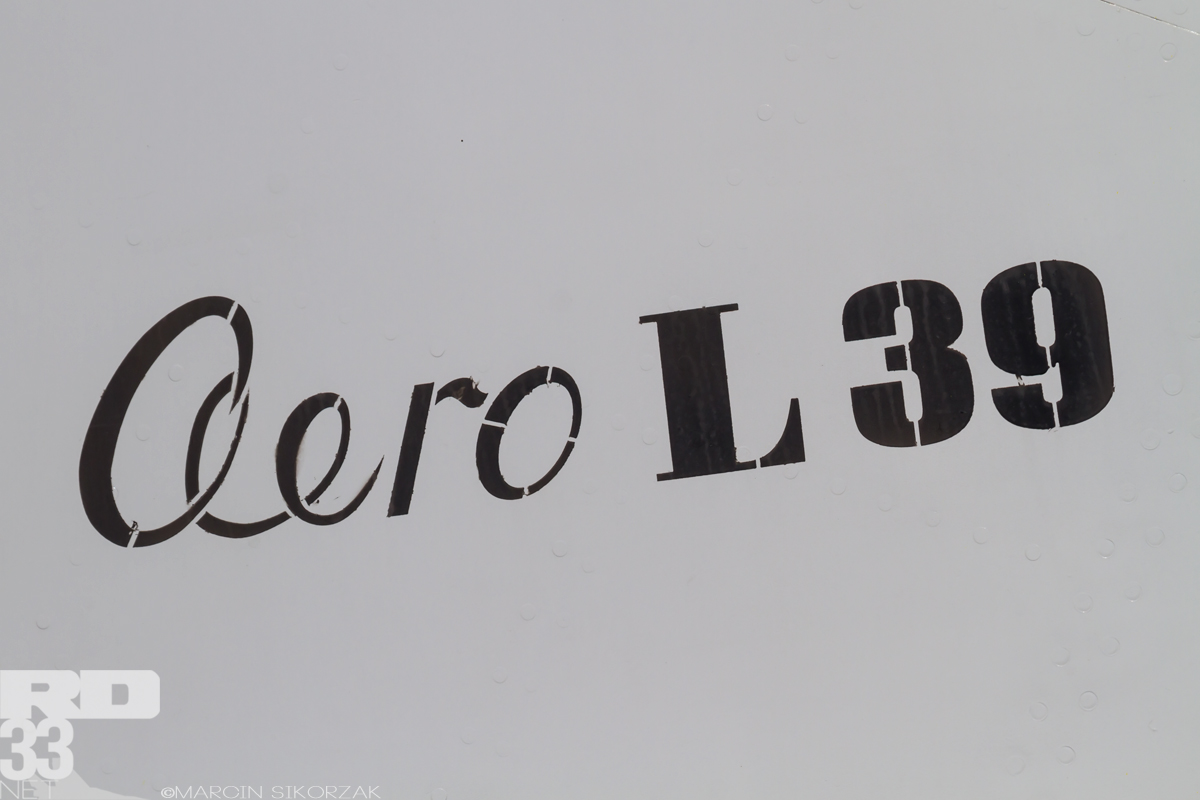 Aero L 39
RD
33
NET
©MARCIN SIKORZAK